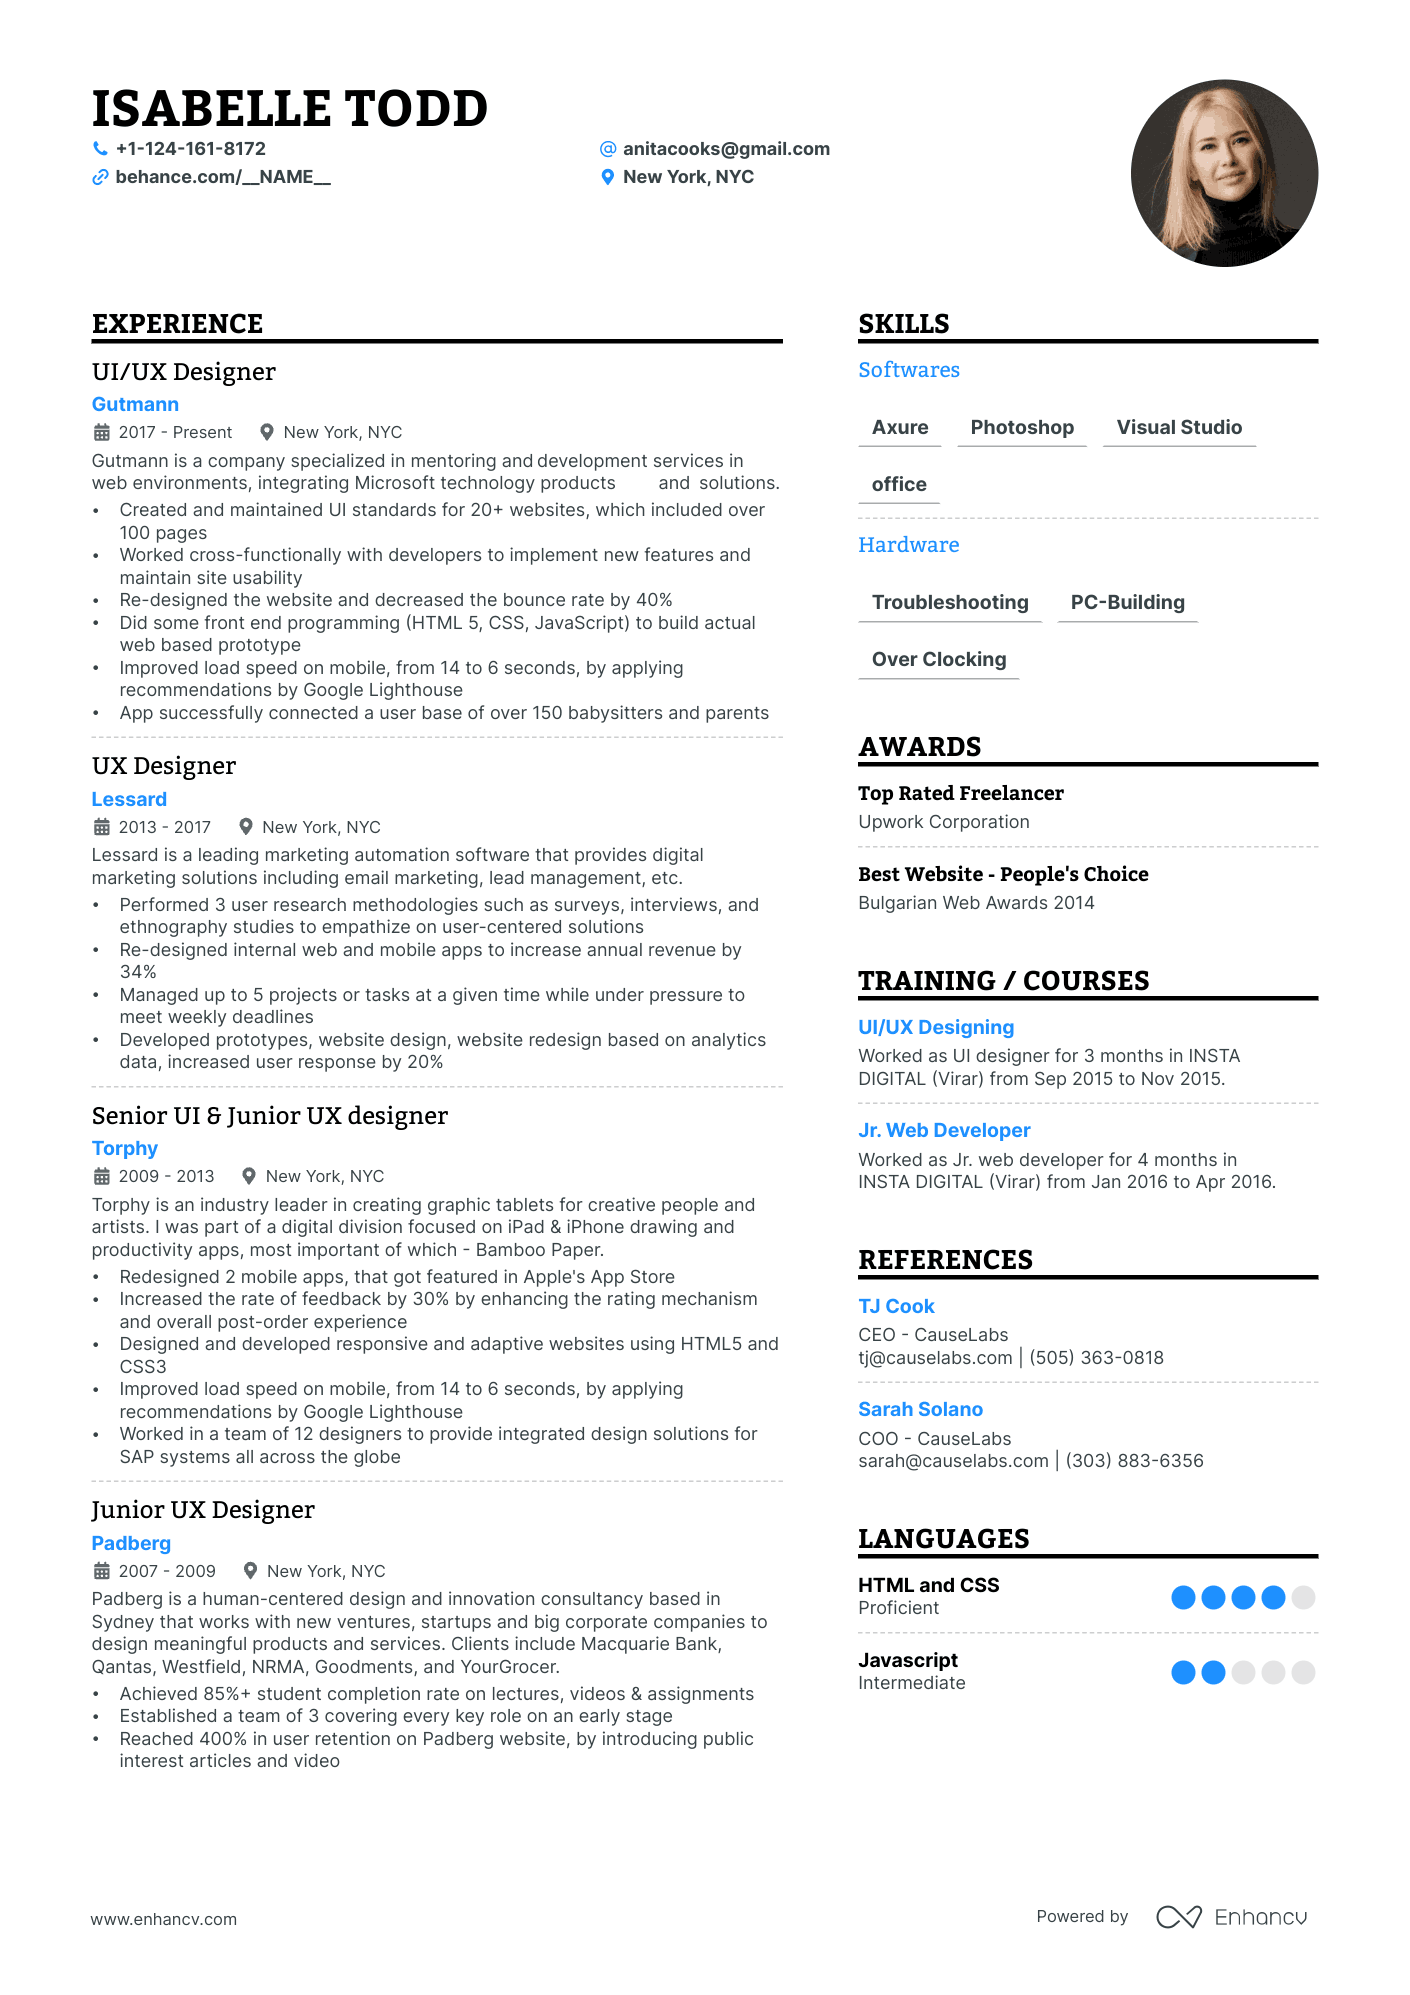 ISABELLE TODD
+1-124-161-8172
anitacooks@gmail.com
behance.com/__NAME__
New York, NYC
EXPERIENCE
UI/UX Designer
Gutmann
2017 - Present New York, NYC
Gutmann is a company specialized in mentoring and development services in
web environments, integrating Microsoft technology products and solutions.
• Created and maintained UI standards for 20+ websites, which included over
100 pages
• Worked cross-functionally with developers to implement new features and
maintain site usability
• Re-designed the website and decreased the bounce rate by 40%
• Did some front end programming (HTML 5, CSS, JavaScript) to build actual
web based prototype
• Improved load speed on mobile, from 14 to 6 seconds, by applying
recommendations by Google Lighthouse
• App successfully connected a user base of over 150 babysitters and parents
UX Designer
Lessard
2013 - 2017 New York, NYC
Lessard is a leading marketing automation software that provides digital
marketing solutions including email marketing, lead management, etc.
• Performed 3 user research methodologies such as surveys, interviews, and
ethnography studies to empathize on user-centered solutions
• Re-designed internal web and mobile apps to increase annual revenue by
34%
• Managed up to 5 projects or tasks at a given time while under pressure to
meet weekly deadlines
• Developed prototypes, website design, website redesign based on analytics
data, increased user response by 20%
Senior UI & Junior UX designer
Torphy
2009 - 2013 New York, NYC
Torphy is an industry leader in creating graphic tablets for creative people and
artists. I was part of a digital division focused on iPad & iPhone drawing and
productivity apps, most important of which - Bamboo Paper.
• Redesigned 2 mobile apps, that got featured in Apple's App Store
• Increased the rate of feedback by 30% by enhancing the rating mechanism
and overall post-order experience
• Designed and developed responsive and adaptive websites using HTML5 and
CSS3
• Improved load speed on mobile, from 14 to 6 seconds, by applying
recommendations by Google Lighthouse
• Worked in a team of 12 designers to provide integrated design solutions for
SAP systems all across the globe
Junior UX Designer
Padberg
2007 - 2009 New York, NYC
Padberg is a human-centered design and innovation consultancy based in
Sydney that works with new ventures, startups and big corporate companies to
design meaningful products and services. Clients include Macquarie Bank,
Qantas, Westfield, NRMA, Goodments, and YourGrocer.
• Achieved 85%+ student completion rate on lectures, videos & assignments
• Established a team of 3 covering every key role on an early stage
• Reached 400% in user retention on Padberg website, by introducing public
interest articles and video
SKILLS
Softwares
Axure Photoshop Visual Studio
office
Hardware
Troubleshooting PC-Building
Over Clocking
AWARDS
Top Rated Freelancer
Upwork Corporation
Best Website - People's Choice
Bulgarian Web Awards 2014
TRAINING / COURSES
UI/UX Designing
Worked as UI designer for 3 months in INSTA
DIGITAL (Virar) from Sep 2015 to Nov 2015.
Jr. Web Developer
Worked as Jr. web developer for 4 months in
INSTA DIGITAL (Virar) from Jan 2016 to Apr 2016.
REFERENCES
TJ Cook
CEO - CauseLabs
tj@causelabs.com | (505) 363-0818
Sarah Solano
COO - CauseLabs
sarah@causelabs.com | (303) 883-6356
LANGUAGES
HTML and CSS
Proficient
Javascript
Intermediate
www.enhancv.com
Powered by Enhancv